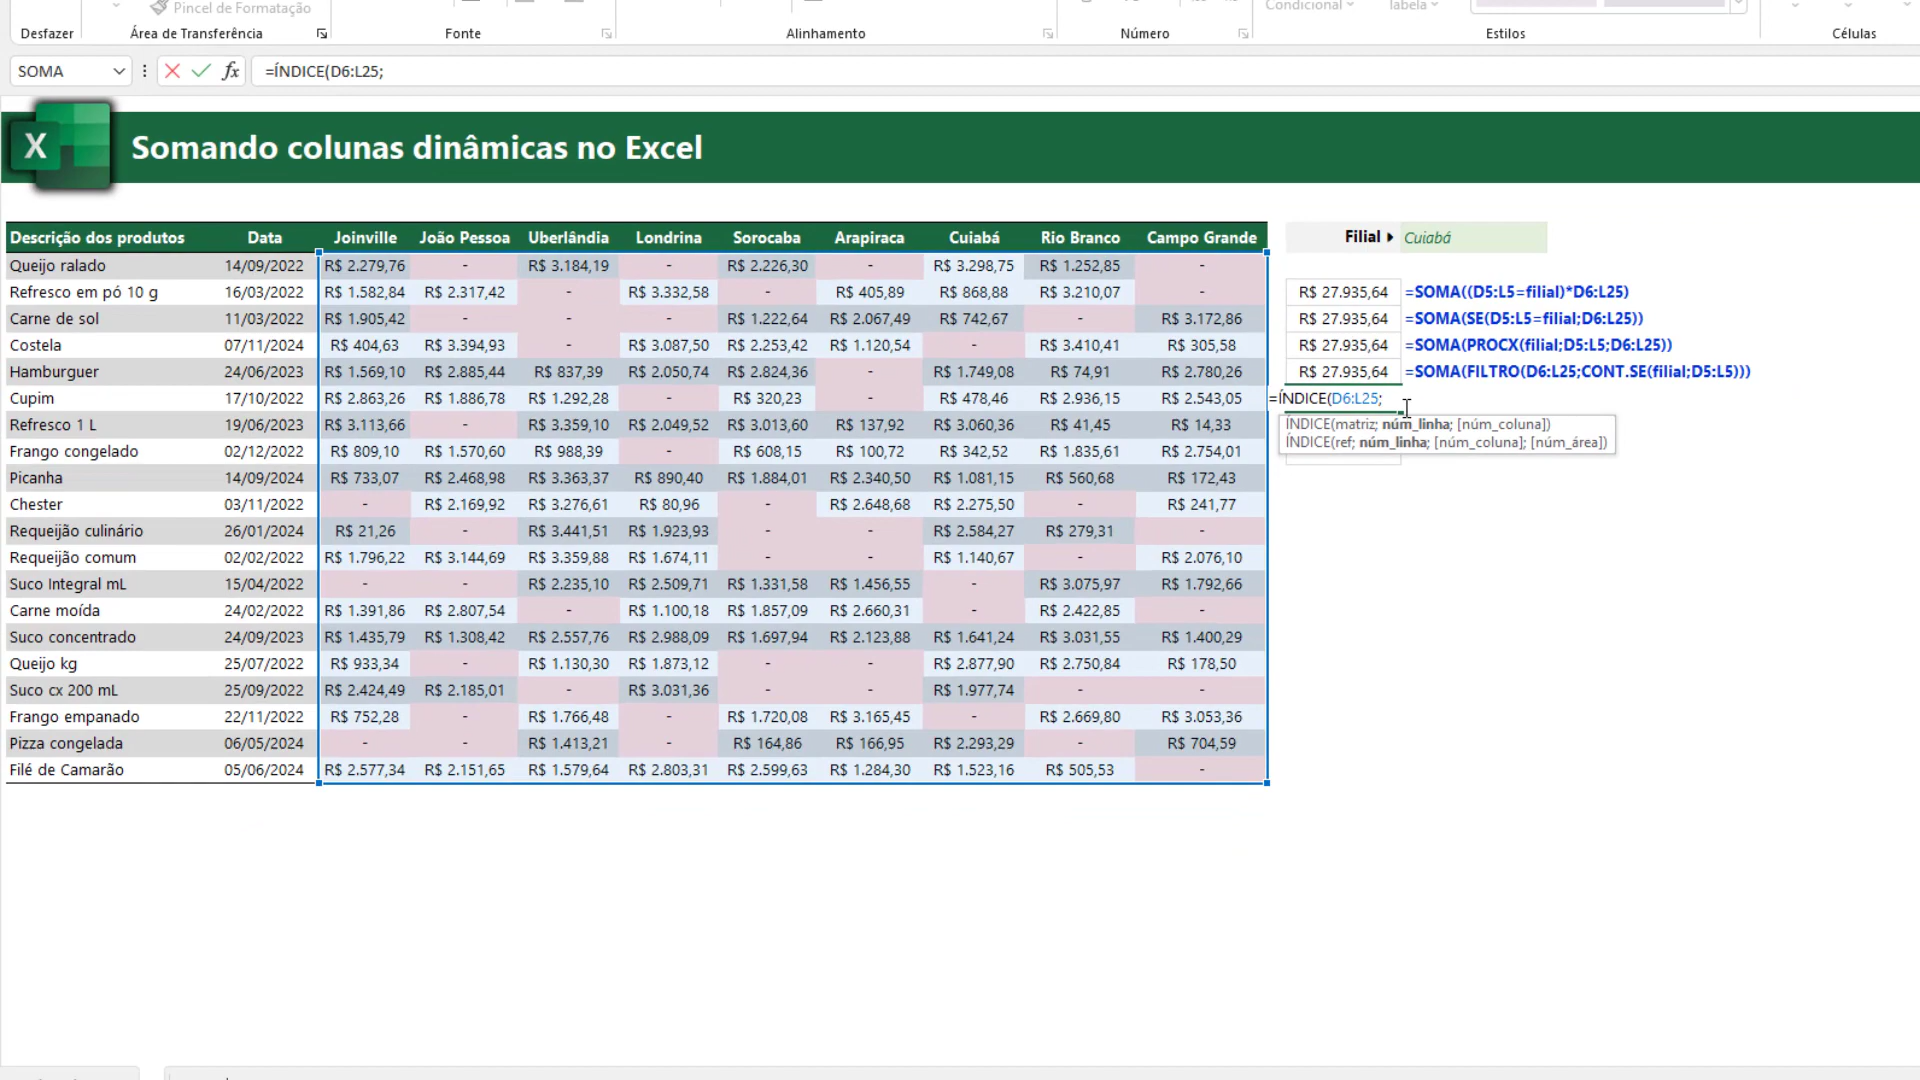 Pincel de Formatação
Condicional
Tabela
Desfazer
Área de Transferência
Fonte
Alinhamento
Número
Estilos
Células
SOMA
fx
=ÍNDICE(D6:L25;
X
Somando colunas dinâmicas no Excel
Descrição dos produtos Data Joinville João Pessoa Uberlândia Londrina Sorocaba Arapiraca Cuiabá Rio Branco Campo Grande
Queijo ralado 14/09/2022 R$ 2.279,76 - R$ 3.184,19 - R$ 2.226,30 - R$ 3.298,75 R$ 1.252,85 -
Refresco em pó 10 g 16/03/2022 R$ 1.582,84 R$ 2.317,42 - R$ 3.332,58 - R$ 405,89 R$ 868,88 R$ 3.210,07 -
Carne de sol 11/03/2022 R$ 1.905,42 - - - R$ 1.222,64 R$ 2.067,49 R$ 742,67 - R$ 3.172,86
Costela 07/11/2024 R$ 404,63 R$ 3.394,93 - R$ 3.087,50 R$ 2.253,42 R$ 1.120,54 - R$ 3.410,41 R$ 305,58
Hamburguer 24/06/2023 R$ 1.569,10 R$ 2.885,44 R$ 837,39 R$ 2.050,74 R$ 2.824,36 - R$ 1.749,08 R$ 74,91 R$ 2.780,26
Cupim 17/10/2022 R$ 2.863,26 R$ 1.886,78 R$ 1.292,28 - R$ 320,23 - R$ 478,46 R$ 2.936,15 R$ 2.543,05
Refresco 1 L 19/06/2023 R$ 3.113,66 - R$ 3.359,10 R$ 2.049,52 R$ 3.013,60 R$ 137,92 R$ 3.060,36 R$ 41,45 R$ 14,33
Frango congelado 02/12/2022 R$ 809,10 R$ 1.570,60 R$ 988,39 - R$ 608,15 R$ 100,72 R$ 342,52 R$ 1.835,61 R$ 2.754,01
Picanha 14/09/2024 R$ 733,07 R$ 2.468,98 R$ 3.363,37 R$ 890,40 R$ 1.884,01 R$ 2.340,50 R$ 1.081,15 R$ 560,68 R$ 172,43
Chester 03/11/2022 - R$ 2.169,92 R$ 3.276,61 R$ 80,96 - R$ 2.648,68 R$ 2.275,50 - R$ 241,77
Requeijão culinário 26/01/2024 R$ 21,26 - R$ 3.441,51 R$ 1.923,93 - - R$ 2.584,27 R$ 279,31
Requeijão comum 02/02/2022 R$ 1.796,22 R$ 3.144,69 R$ 3.359,88 R$ 1.674,11 - - R$ 1.140,67 - R$ 2.076,10
Suco Integral mL 15/04/2022 - - R$ 2.235,10 R$ 2.509,71 R$ 1.331,58 R$ 1.456,55 - R$ 3.075,97 R$ 1.792,66
Carne moída 24/02/2022 R$ 1.391,86 R$ 2.807,54 - R$ 1.100,18 R$ 1.857,09 R$ 2.660,31 - R$ 2.422,85 -
Suco concentrado 24/09/2023 R$ 1.435,79 R$ 1.308,42 R$ 2.557,76 R$ 2.988,09 R$ 1.697,94 R$ 2.123,88 R$ 1.641,24 R$ 3.031,55 R$ 1.400,29
Queijo kg 25/07/2022 R$ 933,34 - R$ 1.130,30 R$ 1.873,12 - - R$ 2.877,90 R$ 2.750,84 R$ 178,50
Suco cx 200 mL 25/09/2022 R$ 2.424,49 R$ 2.185,01 - R$ 3.031,36 - - R$ 1.977,74 - -
Frango empanado 22/11/2022 R$ 752,28 - R$ 1.766,48 - R$ 1.720,08 R$ 3.165,45 - R$ 2.669,80 R$ 3.053,36
Pizza congelada 06/05/2024 - - R$ 1.413,21 - R$ 164,86 R$ 166,95 R$ 2.293,29 - R$ 704,59
Filé de Camarão 05/06/2024 R$ 2.577,34 R$ 2.151,65 R$ 1.579,64 R$ 2.803,31 R$ 2.599,63 R$ 1.284,30 R$ 1.523,16 R$ 505,53 -
Filial Cuiabá
R$ 27.935,64 =SOMA((D5:L5=filial)*D6:L25)
R$ 27.935,64 =SOMA(SE(D5:L5=filial;D6:L25))
R$ 27.935,64 =SOMA(PROCX(filial;D5:L5;D6:L25))
R$ 27.935,64 =SOMA(FILTRO(D6:L25;CONT.SE(filial;D5:L5)))
=ÍNDICE(D6:L25;
ÍNDICE(matriz; núm_linha; [núm_coluna])
ÍNDICE(ref; núm_linha; [núm_coluna]; [núm_área])